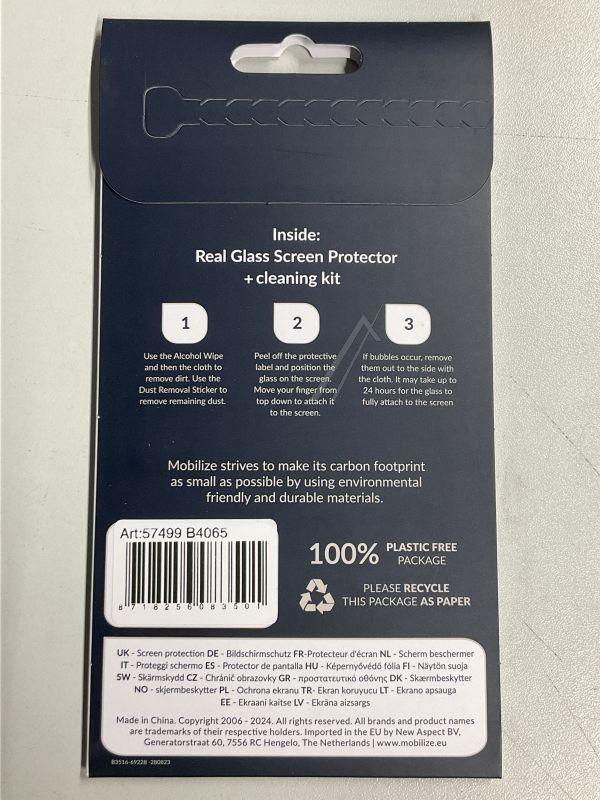 Inside:
Real Glass Screen Protector
+ cleaning kit
1
Use the Alcohol Wipe
and then the cloth to
remove dirt. Use the
Dust Removal Sticker to
remove remaining dust.
2
Peel off the protective
label and position the
glass on the screen.
Move your finger from
top down to attach it
to the screen.
3
If bubbles occur, remove
them out to the side with
the cloth. It may take up to
24 hours for the glass to
fully attach to the screen
Mobilize strives to make its carbon footprint
as small as possible by using environmental
friendly and durable materials.
Art:57499 B4065
8718256083501
100% PLASTIC FREE
PACKAGE
PLEASE RECYCLE
THIS PACKAGE AS PAPER
UK - Screen protection DE - Bildschirmschutz FR-Protecteur d'écran NL - Scherm beschermer
IT - Proteggi schermo ES - Protector de pantalla HU - Képernyővédő fólia FI - Näytön suoja
SW - Skärmskydd CZ - Chránič obrazovky GR - προστατευτικό οθόνης DK - Skærmbeskytter
NO - skjermbeskytter PL - Ochrona ekranu TR- Ekran koruyucu LT - Ekrano apsauga
EE - Ekraani kaitse LV - Ekrāna aizsargs
Made in China. Copyright 2006 - 2024. All rights reserved. All brands and product names
are trademarks of their respective holders. Imported in the EU by New Aspect BV,
Generatorstraat 60, 7556 RC Hengelo, The Netherlands | www.mobilize.eu
B3516-69228 -280823